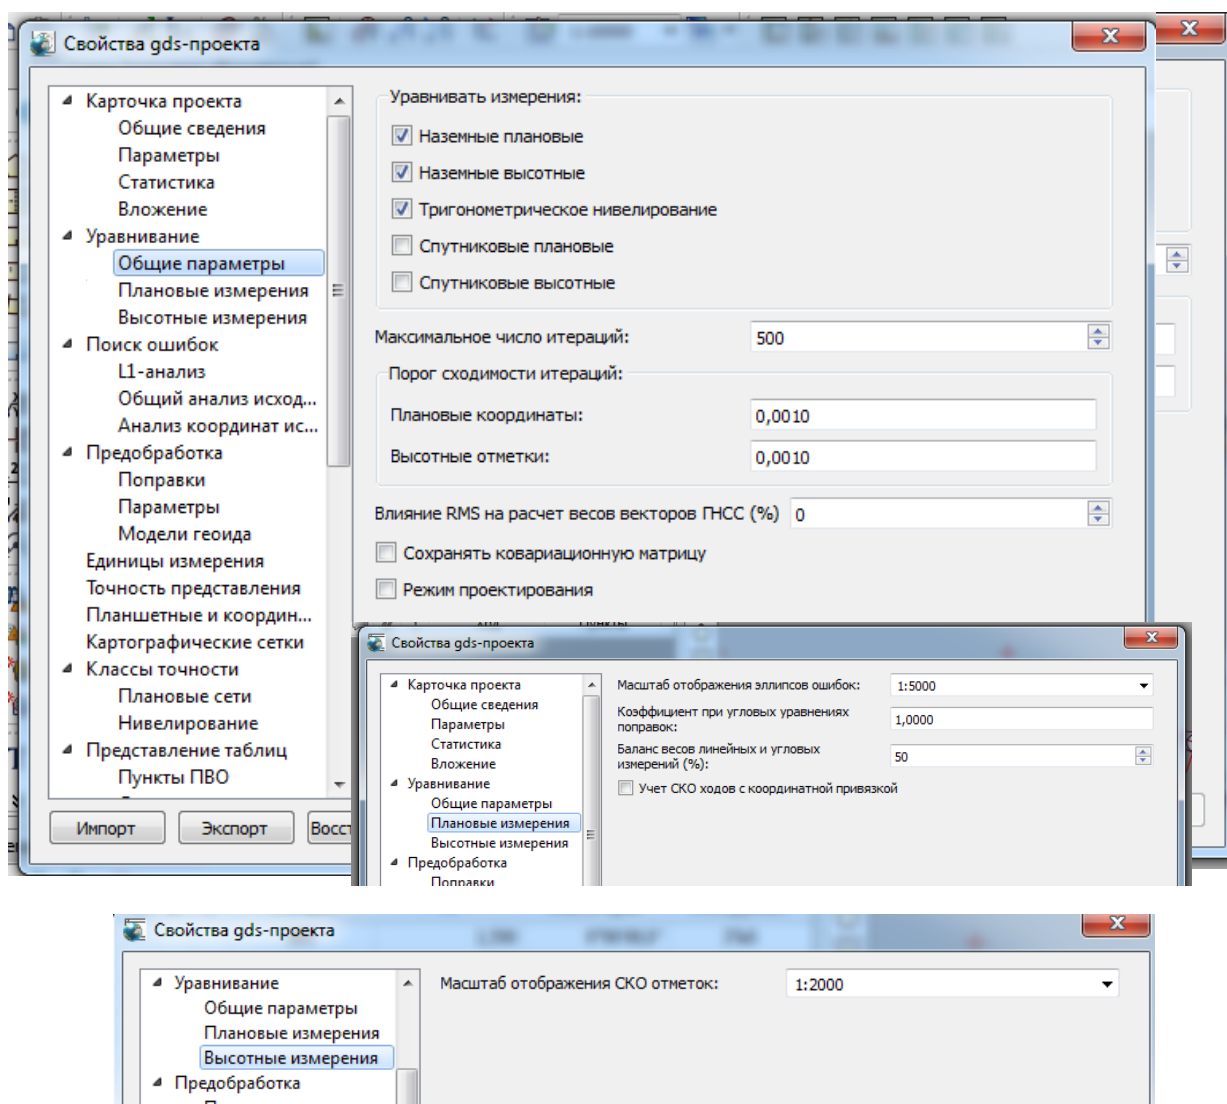 Свойства gds-проекта
Карточка проекта
Общие сведения
Параметры
Статистика
Вложение
Уравнивание
Общие параметры
Плановые измерения
Высотные измерения
Поиск ошибок
L1-анализ
Общий анализ исход...
Анализ координат ис...
Предобработка
Поправки
Параметры
Модели геоида
Единицы измерения
Точность представления
Планшетные и координ...
Картографические сетки
Классы точности
Плановые сети
Нивелирование
Представление таблиц
Пункты ПВО
Импорт Экспорт Восст
Уравнивать измерения:
Наземные плановые
Наземные высотные
Тригонометрическое нивелирование
Спутниковые плановые
Спутниковые высотные
Максимальное число итераций: 500
Порог сходимости итераций:
Плановые координаты: 0,0010
Высотные отметки: 0,0010
Влияние RMS на расчет весов векторов ГНСС (%) 0
Сохранять ковариационную матрицу
Режим проектирования
Свойства gds-проекта
Карточка проекта
Общие сведения
Параметры
Статистика
Вложение
Уравнивание
Общие параметры
Плановые измерения
Высотные измерения
Предобработка
Поправки
Масштаб отображения эллипсов ошибок: 1:5000
Коэффициент при угловых уравнениях
поправок: 1,0000
Баланс весов линейных и угловых
измерений (%): 50
Учет СКО ходов с координатной привязкой
Свойства gds-проекта
Уравнивание
Общие параметры
Плановые измерения
Высотные измерения
Предобработка
Масштаб отображения СКО отметок: 1:2000